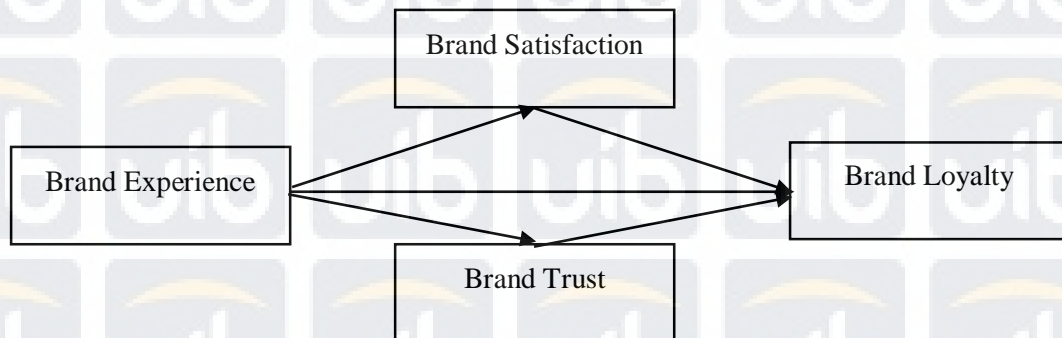 Brand Satisfaction
Brand Experience
Brand Loyalty
Brand Trust